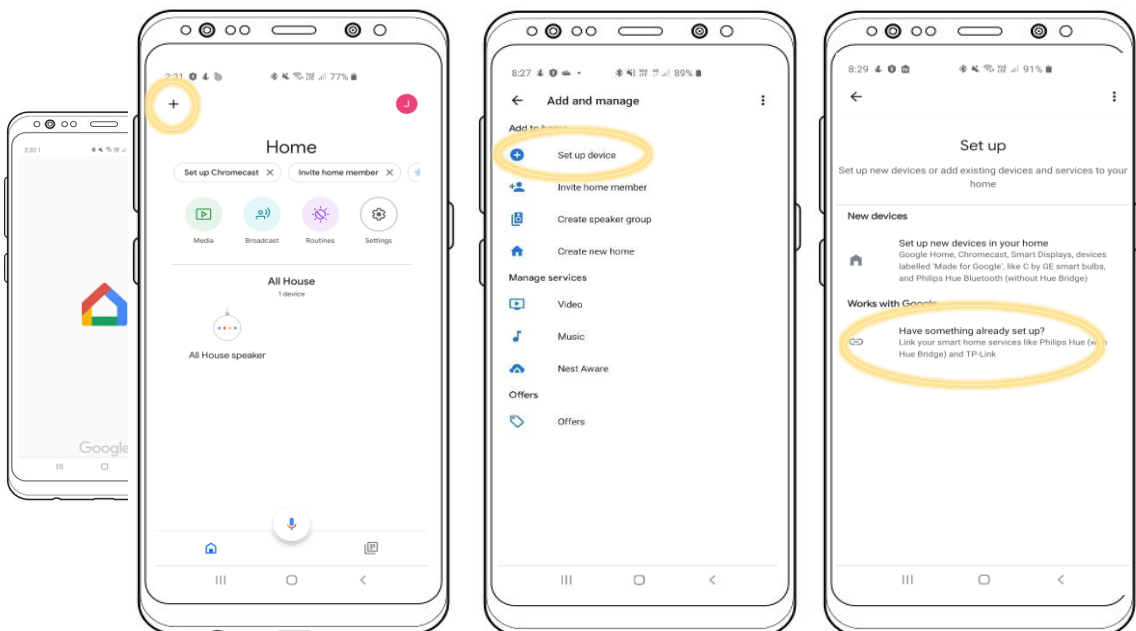 2:32
Google
2:31 77%
+ J
Home
Set up Chromecast X Invite home member X
Media Broadcast Routines Settings
All House
1 device
All House speaker
8:27 89%
Add and manage
Add to home
Set up device
Invite home member
Create speaker group
Create new home
Manage services
Video
Music
Nest Aware
Offers
Offers
8:29 91%
Set up
Set up new devices or add existing devices and services to your
home
New devices
Set up new devices in your home
Google Home, Chromecast, Smart Displays, devices
labelled 'Made for Google', like C by GE smart bulbs,
and Philips Hue Bluetooth (without Hue Bridge)
Works with Google
Have something already set up?
Link your smart home services like Philips Hue (with
Hue Bridge) and TP-Link